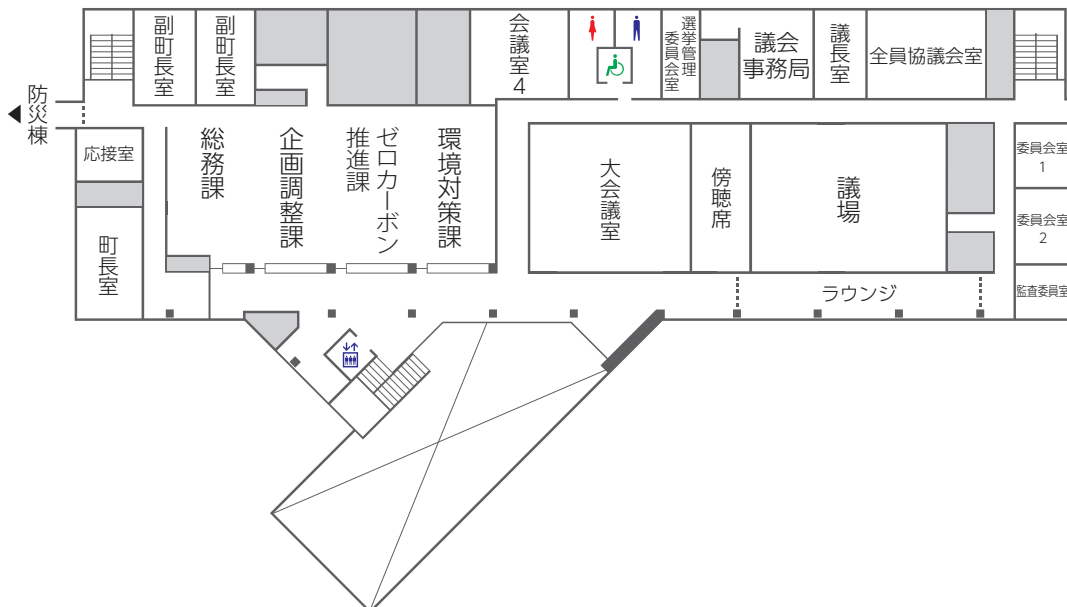 副町長室
副町長室
会議室4
選挙管理
委員会室
議会
事務局
議長室
全員協議会室
防災棟
応接室
町長室
総務課
企画調整課
ゼロカーボン
推進課
環境対策課
大会議室
傍聴席
議場
委員会室
1
委員会室
2
監査委員室
ラウンジ